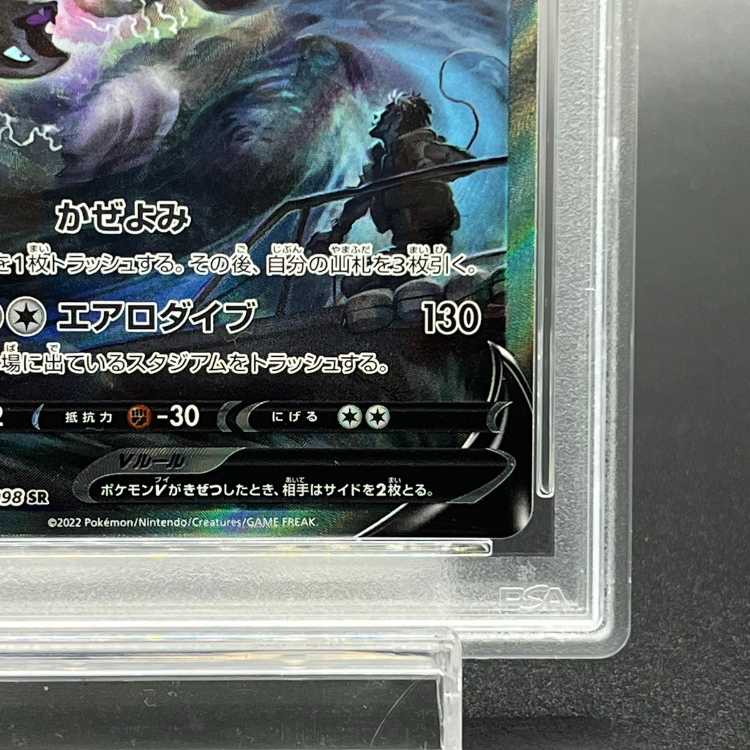 かぜよみ
を1枚トラッシュする。その後、自分の山札を3枚引く。
エアロダイブ 130
場に出ているスタジアムをトラッシュする。
2 抵抗力 -30 にげる
Vルール
ポケモンVがきぜつしたとき、相手はサイドを2枚とる。
098 SR
©2022 Pokémon/Nintendo/Creatures/GAME FREAK.
PSA